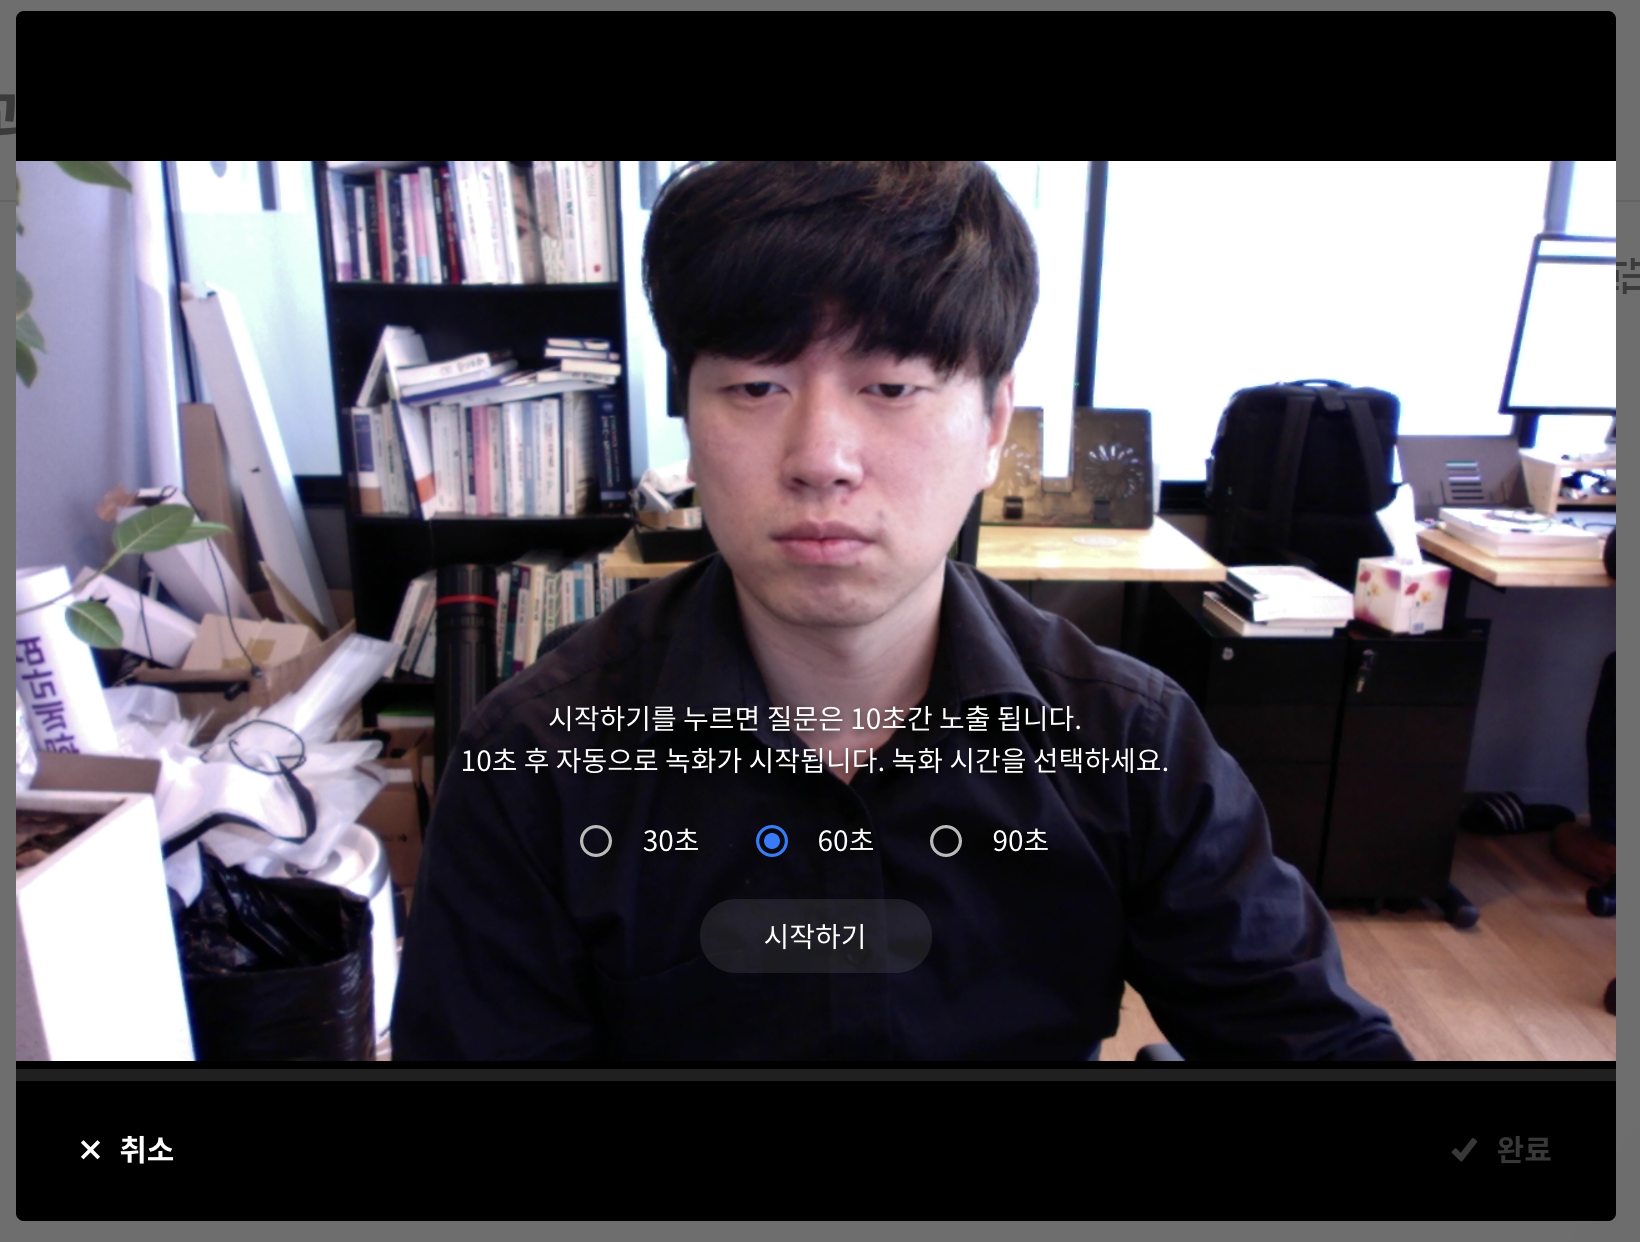 시작하기를 누르면 질문은 10초간 노출 됩니다.
10초 후 자동으로 녹화가 시작됩니다. 녹화 시간을 선택하세요.
30초 60초 90초
시작하기
취소 완료